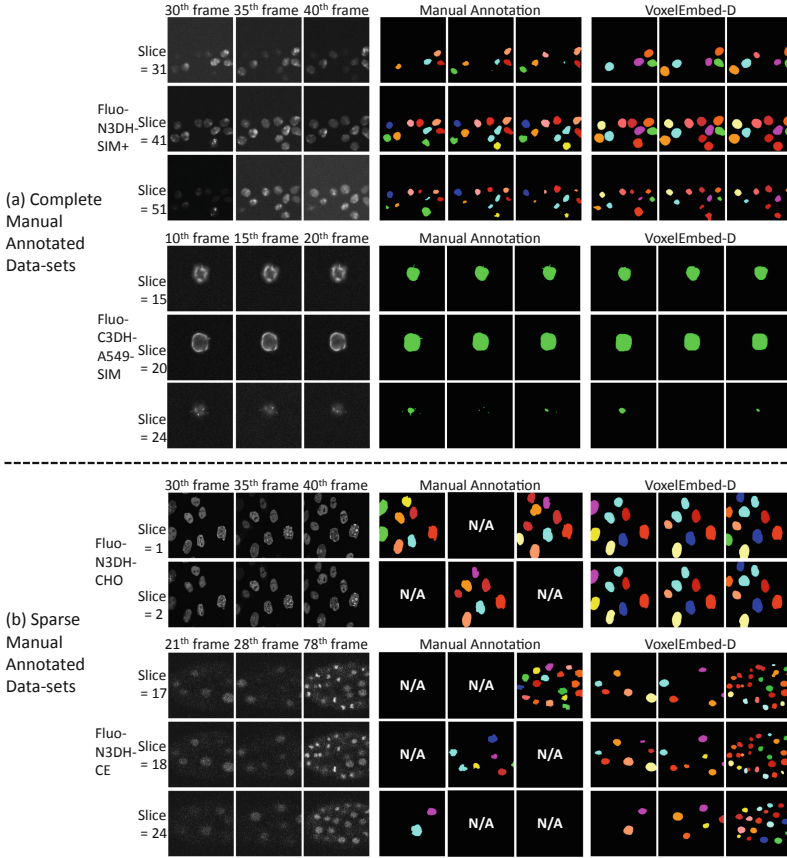 30th frame 35th frame 40th frame Manual Annotation VoxelEmbed-D
Slice
= 31
Fluo-
N3DH-
SIM+
Slice
= 41
Slice
= 51
(a) Complete
Manual
Annotated
Data-sets
10th frame 15th frame 20th frame Manual Annotation VoxelEmbed-D
Slice
= 15
Fluo-
C3DH-
A549-
SIM
Slice
= 20
Slice
= 24
30th frame 35th frame 40th frame Manual Annotation VoxelEmbed-D
Fluo-
N3DH-
CHO
Slice
= 1
N/A
Slice
= 2
N/A N/A
(b) Sparse
Manual
Annotated
Data-sets
21th frame 28th frame 78th frame Manual Annotation VoxelEmbed-D
Slice
= 17
N/A N/A
Fluo-
N3DH-
CE
Slice
= 18
N/A N/A
Slice
= 24
N/A N/A